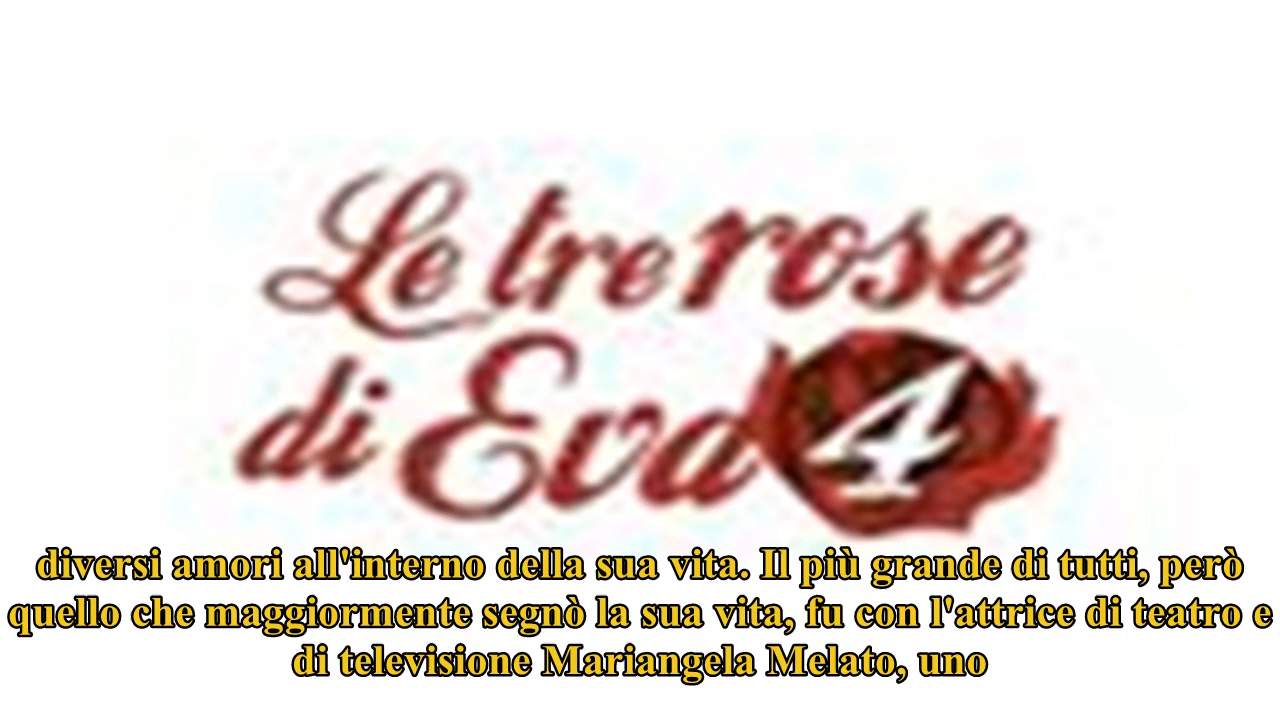 Le tre rose
di Eva 4
diversi amori all'interno della sua vita. Il più grande di tutti, però
quello che maggiormente segnò la sua vita, fu con l'attrice di teatro e
di televisione Mariangela Melato, uno